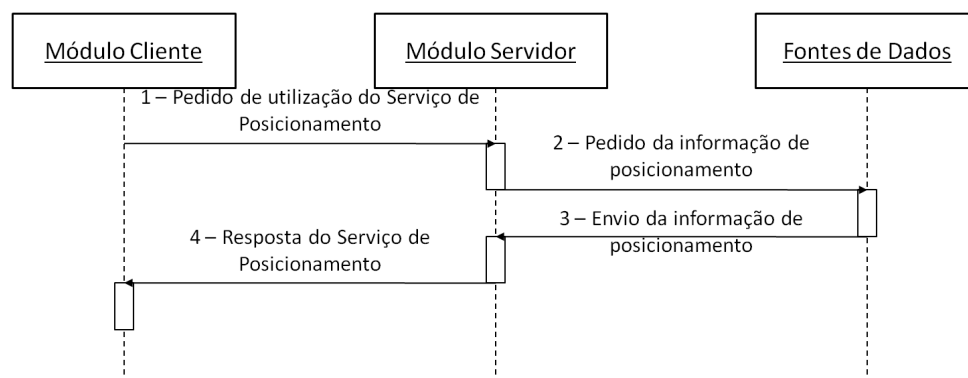 Módulo Cliente
Módulo Servidor
Fontes de Dados
1 – Pedido de utilização do Serviço de
Posicionamento
2 – Pedido da informação de
posicionamento
3 – Envio da informação de
posicionamento
4 – Resposta do Serviço de
Posicionamento